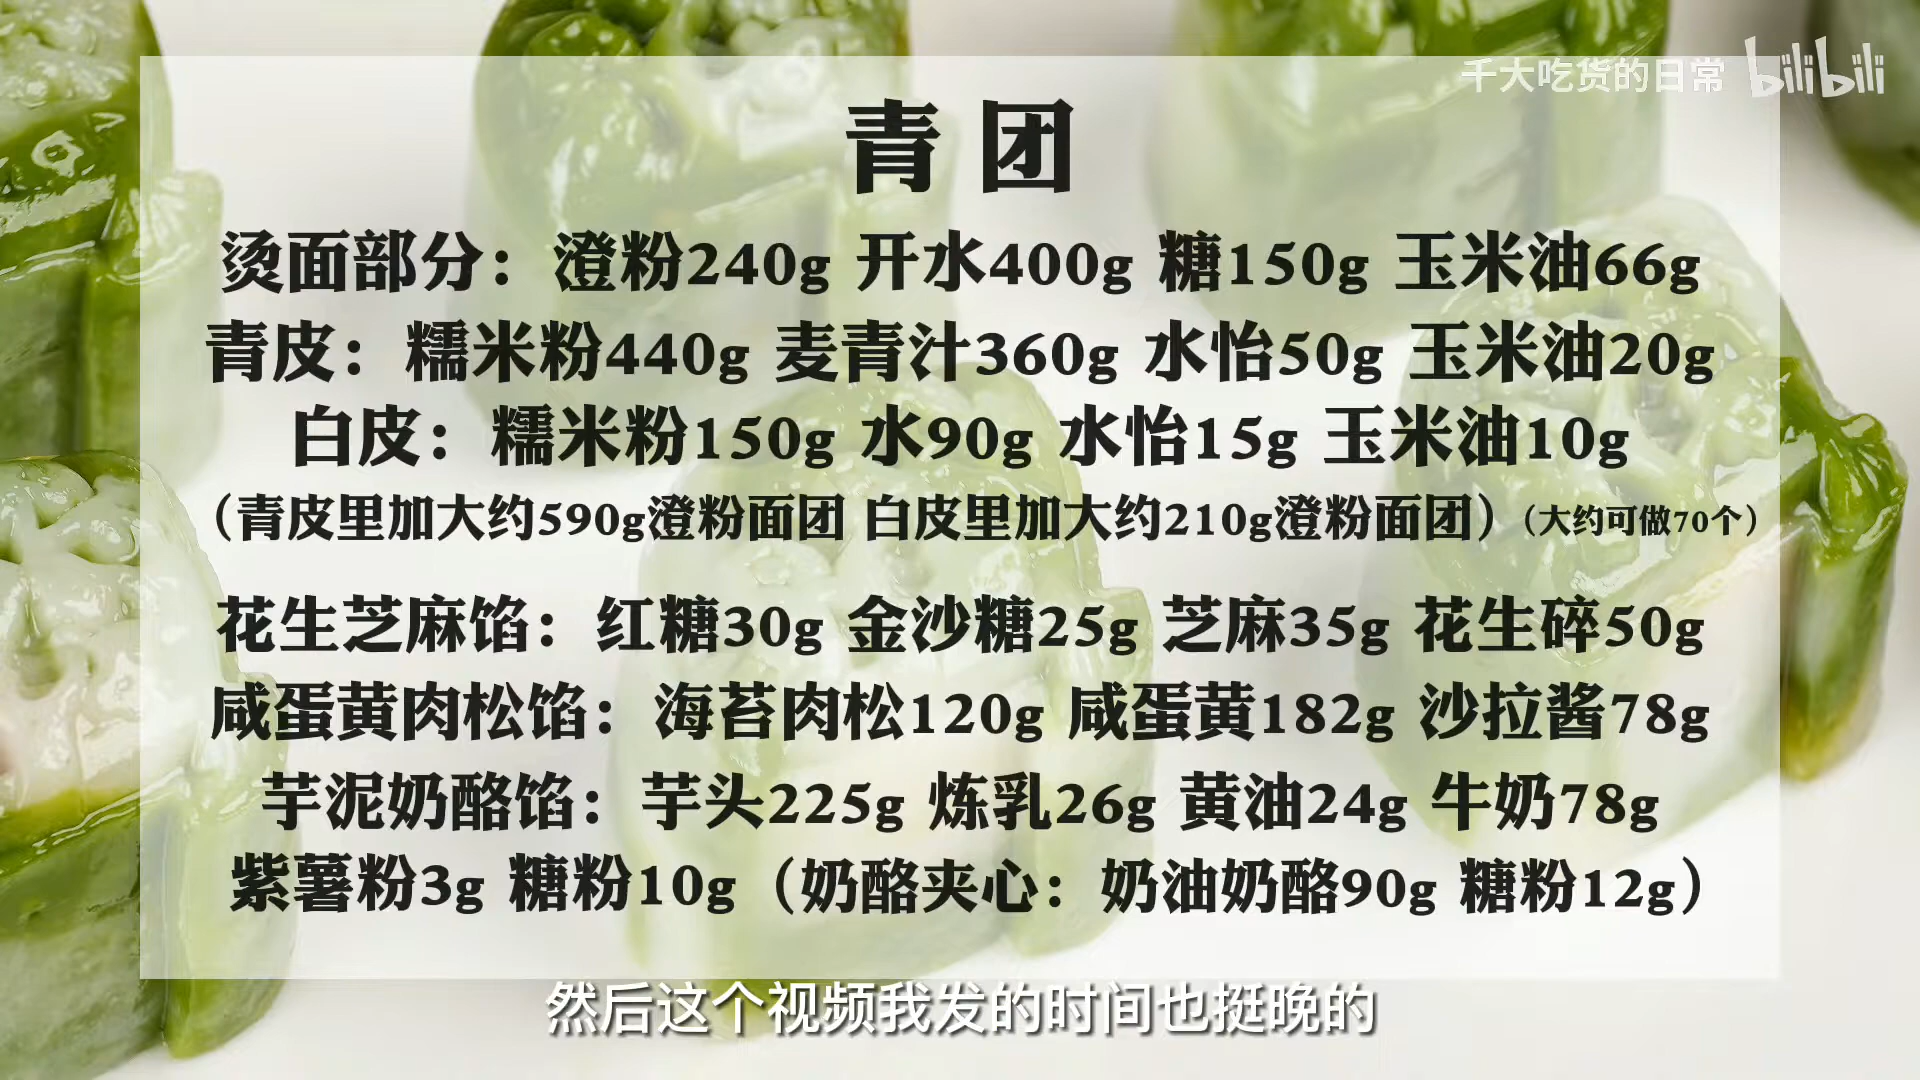 千大吃货的日常 bilibili
青团
烫面部分：澄粉240g 开水400g 糖150g 玉米油66g
青皮：糯米粉440g 麦青汁360g 水怡50g 玉米油20g
白皮：糯米粉150g 水90g 水怡15g 玉米油10g
（青皮里加大约590g澄粉面团 白皮里加大约210g澄粉面团）（大约可做70个）
花生芝麻馅：红糖30g 金沙糖25g 芝麻35g 花生碎50g
咸蛋黄肉松馅：海苔肉松120g 咸蛋黄182g 沙拉酱78g
芋泥奶酪馅：芋头225g 炼乳26g 黄油24g 牛奶78g
紫薯粉3g 糖粉10g（奶酪夹心：奶油奶酪90g 糖粉12g）
然后这个视频我发的时间也挺晚的